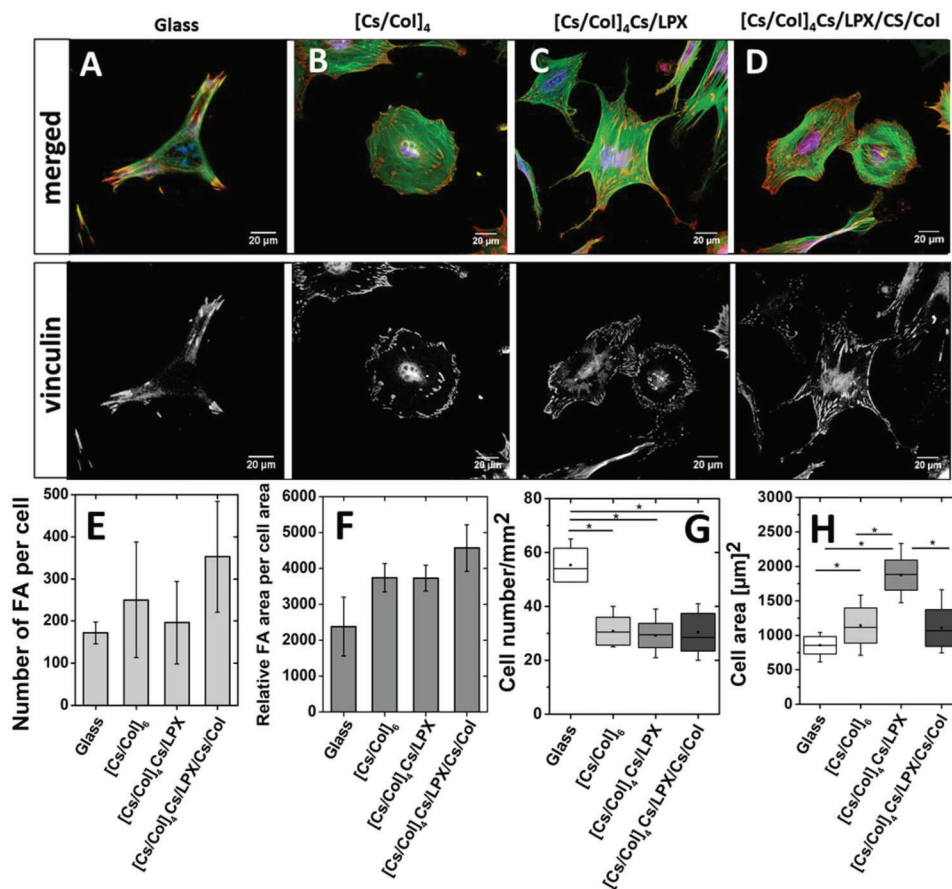 Glass
[Cs/Col]4
[Cs/Col]4Cs/LPX
[Cs/Col]4Cs/LPX/CS/Col
merged
A
B
C
D
20 µm
20 µm
20 µm
20 µm
vinculin
20 µm
20 µm
20 µm
20 µm
E
Number of FA per cell
500
400
300
200
100
0
Glass
[Cs/Col]6
[Cs/Col]4Cs/LPX
[Cs/Col]4Cs/LPX/Cs/Col
F
Relative FA area per cell area
6000
5000
4000
3000
2000
1000
0
Glass
[Cs/Col]6
[Cs/Col]4Cs/LPX
[Cs/Col]4Cs/LPX/Cs/Col
G
Cell number/mm2
80
60
40
20
0
*
*
*
Glass
[Cs/Col]6
[Cs/Col]4Cs/LPX
[Cs/Col]4Cs/LPX/Cs/Col
H
Cell area [µm]2
3000
2500
2000
1500
1000
500
0
*
*
*
*
Glass
[Cs/Col]6
[Cs/Col]4Cs/LPX
[Cs/Col]4Cs/LPX/Cs/Col